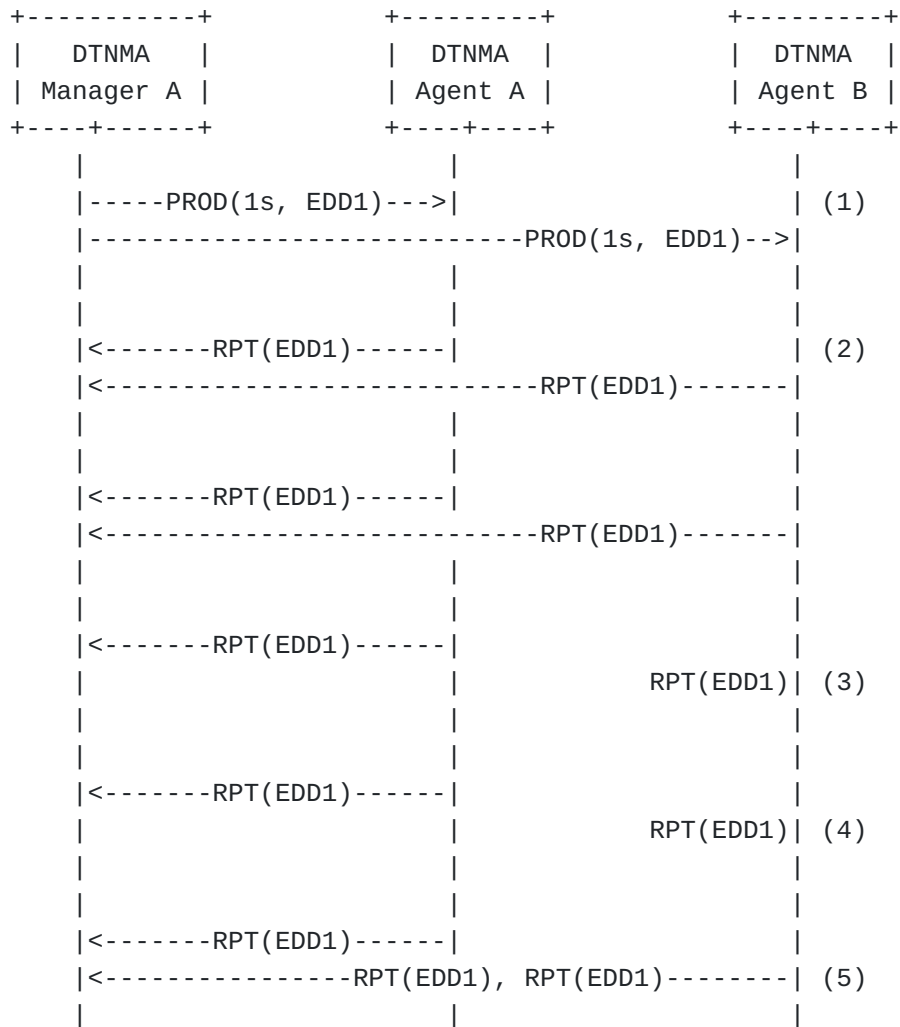 +-----------+           +---------+           +---------+
|   DTNMA   |           |  DTNMA  |           |  DTNMA  |
| Manager A |           | Agent A |           | Agent B |
+----+------+           +----+----+           +----+----+
    |                       |                     |
    |-----PROD(1s, EDD1)--->|                     | (1)
    |----------------------------PROD(1s, EDD1)-->|
    |                       |                     |
    |                       |                     |
    |<-------RPT(EDD1)------|                     | (2)
    |<----------------------------RPT(EDD1)-------|
    |                       |                     |
    |                       |                     |
    |<-------RPT(EDD1)------|                     |
    |<----------------------------RPT(EDD1)-------|
    |                       |                     |
    |                       |                     |
    |<-------RPT(EDD1)------|                     |
    |                       |            RPT(EDD1)| (3)
    |                       |                     |
    |                       |                     |
    |<-------RPT(EDD1)------|                     |
    |                       |            RPT(EDD1)| (4)
    |                       |                     |
    |                       |                     |
    |<-------RPT(EDD1)------|                     |
    |<----------------RPT(EDD1), RPT(EDD1)--------| (5)
    |                       |                     |